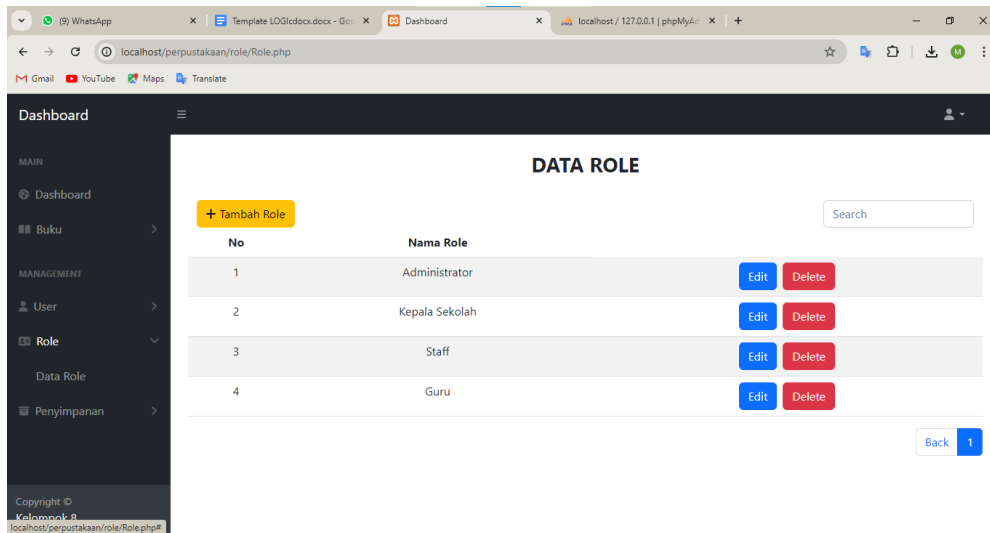 (9) WhatsApp
Template LOGIcdocx.docx - Goo
Dashboard
localhost / 127.0.0.1 | phpMyAd
localhost/perpustakaan/role/Role.php
M
Gmail YouTube Maps Translate
Dashboard
MAIN
Dashboard
Buku
MANAGEMENT
User
Role
Data Role
Penyimpanan
Copyright ©
Kelompok 8
localhost/perpustakaan/role/Role.php#
DATA ROLE
+ Tambah Role Search
No Nama Role
1 Administrator Edit Delete
2 Kepala Sekolah Edit Delete
3 Staff Edit Delete
4 Guru Edit Delete
Back 1